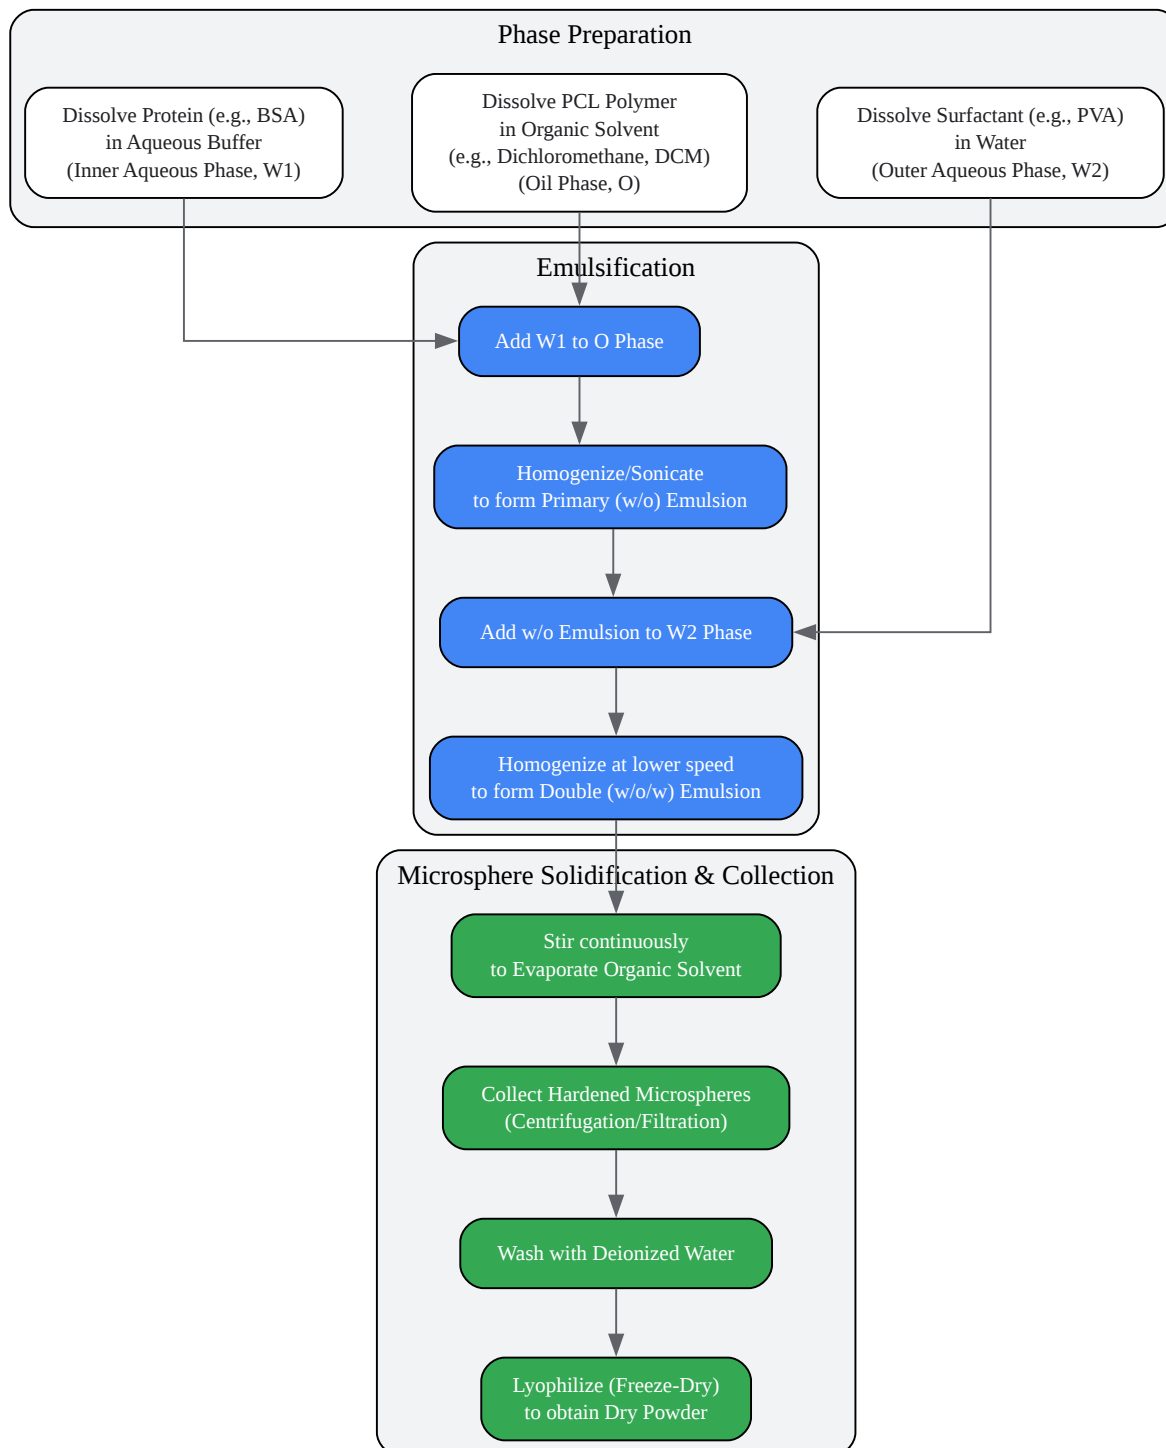 Phase Preparation
Dissolve Protein (e.g., BSA)
in Aqueous Buffer
(Inner Aqueous Phase, W1)
Dissolve PCL Polymer
in Organic Solvent
(e.g., Dichloromethane, DCM)
(Oil Phase, O)
Dissolve Surfactant (e.g., PVA)
in Water
(Outer Aqueous Phase, W2)
Emulsification
Add W1 to O Phase
Homogenize/Sonicate
to form Primary (w/o) Emulsion
Add w/o Emulsion to W2 Phase
Homogenize at lower speed
to form Double (w/o/w) Emulsion
Microsphere Solidification & Collection
Stir continuously
to Evaporate Organic Solvent
Collect Hardened Microspheres
(Centrifugation/Filtration)
Wash with Deionized Water
Lyophilize (Freeze-Dry)
to obtain Dry Powder